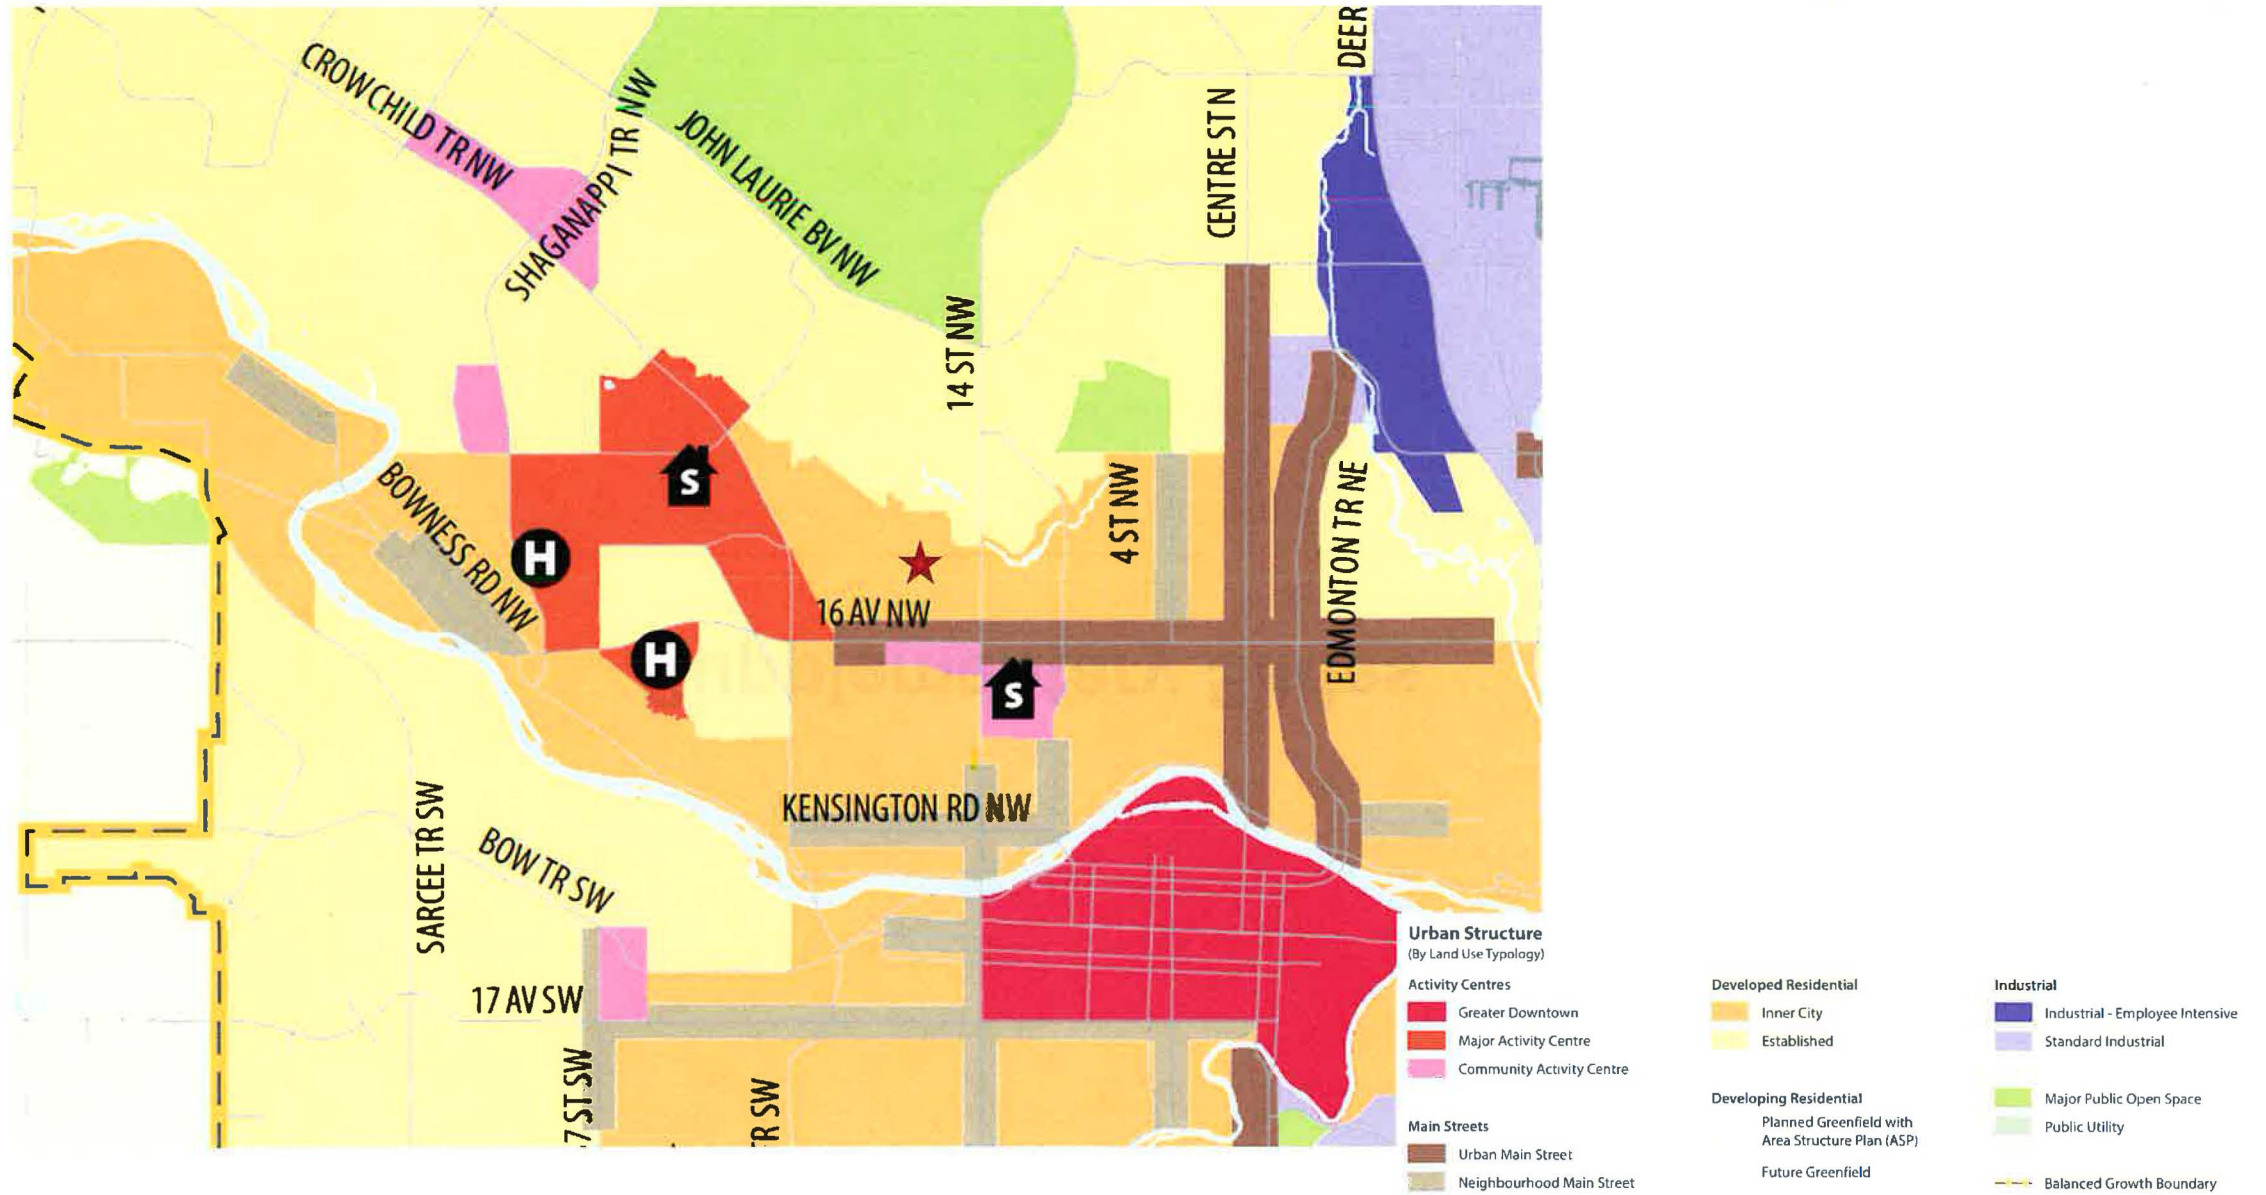 DEER
CROWCHILD TR NW
SHAGANAPPI TR NW
JOHN LAURIE BV NW
CENTRE ST N
14 ST NW
4 ST NW
BOWNESS RD NW
S
H
16 AV NW
EDMONTON TR NE
H
S
KENSINGTON RD NW
SARCEE TR SW
BOW TR SW
17 AV SW
7 ST SW
TR SW
Urban Structure
(By Land Use Typology)
Activity Centres
Greater Downtown
Major Activity Centre
Community Activity Centre
Main Streets
Urban Main Street
Neighbourhood Main Street
Developed Residential
Inner City
Established
Developing Residential
Planned Greenfield with
Area Structure Plan (ASP)
Future Greenfield
Industrial
Industrial - Employee Intensive
Standard Industrial
Major Public Open Space
Public Utility
Balanced Growth Boundary